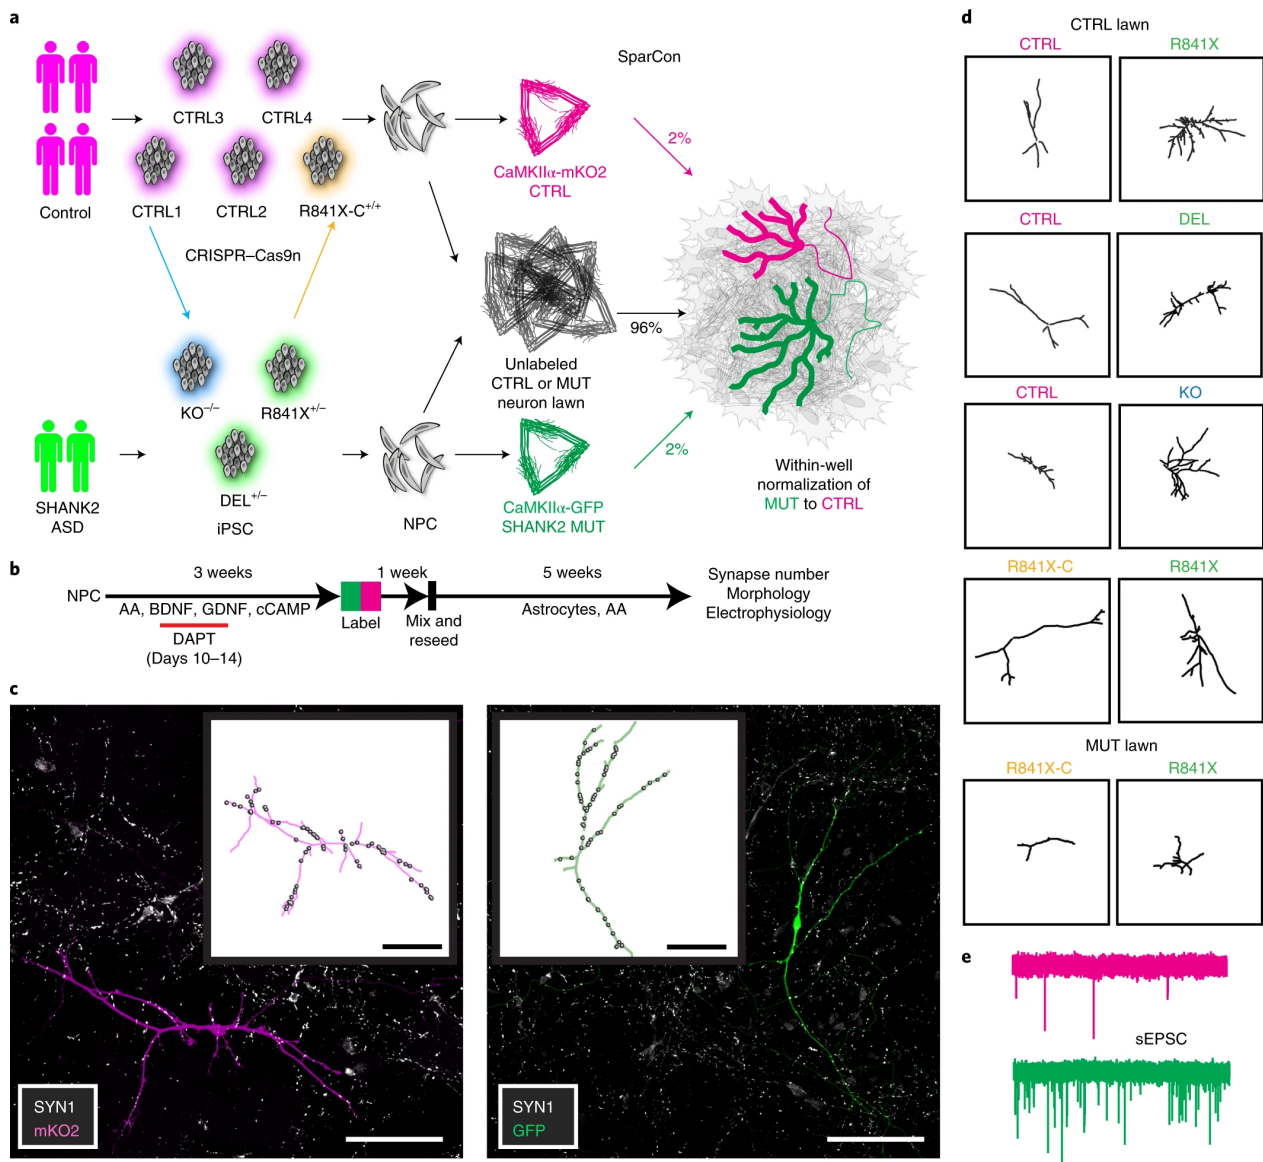 a
SparCon
CTRL3 CTRL4
2%
CaMKIIα-mKO2
CTRL
Control CTRL1 CTRL2 R841X-C+/+
CRISPR–Cas9n
96%
Unlabeled
CTRL or MUT
neuron lawn
KO–/– R841X+/–
2%
Within-well
normalization of
MUT to CTRL
SHANK2
ASD
DEL+/–
iPSC
NPC
CaMKIIα-GFP
SHANK2 MUT
b
3 weeks 1 week 5 weeks
NPC
AA, BDNF, GDNF, cCAMP
DAPT
(Days 10–14)
Label
Mix and
reseed
Astrocytes, AA
Synapse number
Morphology
Electrophysiology
c
SYN1
mKO2
SYN1
GFP
d
CTRL lawn
CTRL R841X
CTRL DEL
CTRL KO
R841X-C R841X
MUT lawn
R841X-C R841X
e
sEPSC